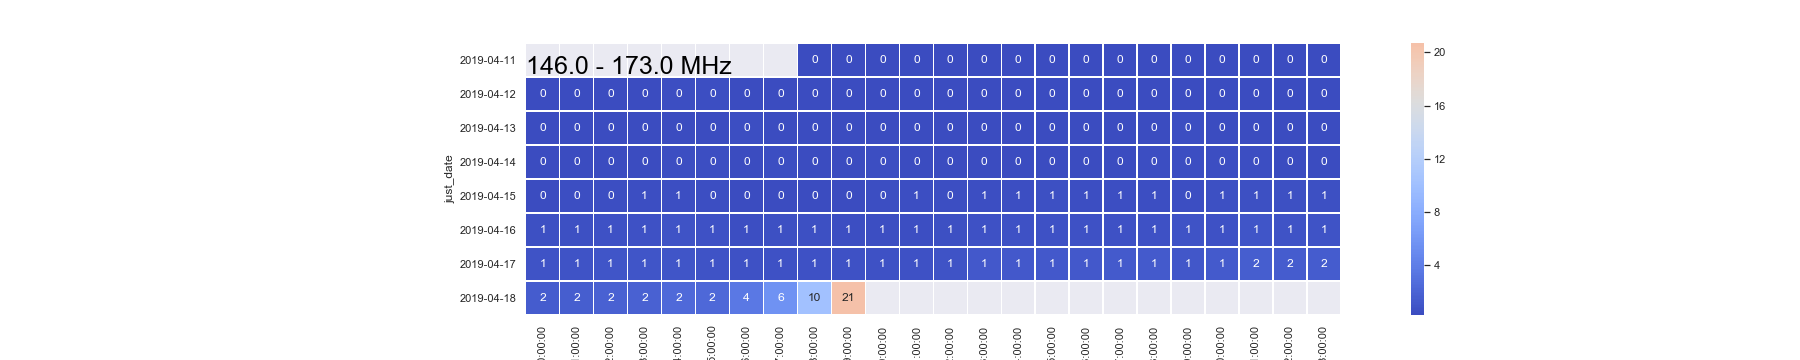 146.0 - 173.0 MHz
2019-04-11 0 0 0 0 0 0 0 0 0 0 0 0 0 0 0 0
2019-04-12 0 0 0 0 0 0 0 0 0 0 0 0 0 0 0 0 0 0 0 0 0 0 0 0
2019-04-13 0 0 0 0 0 0 0 0 0 0 0 0 0 0 0 0 0 0 0 0 0 0 0 0
2019-04-14 0 0 0 0 0 0 0 0 0 0 0 0 0 0 0 0 0 0 0 0 0 0 0 0
2019-04-15 0 0 0 1 1 0 0 0 0 0 0 1 0 1 1 1 1 1 1 0 1 1 1 1
2019-04-16 1 1 1 1 1 1 1 1 1 1 1 1 1 1 1 1 1 1 1 1 1 1 1 1
2019-04-17 1 1 1 1 1 1 1 1 1 1 1 1 1 1 1 1 1 1 1 1 1 2 2 2
2019-04-18 2 2 2 2 2 2 4 6 10 21
just_date
20
16
12
8
4